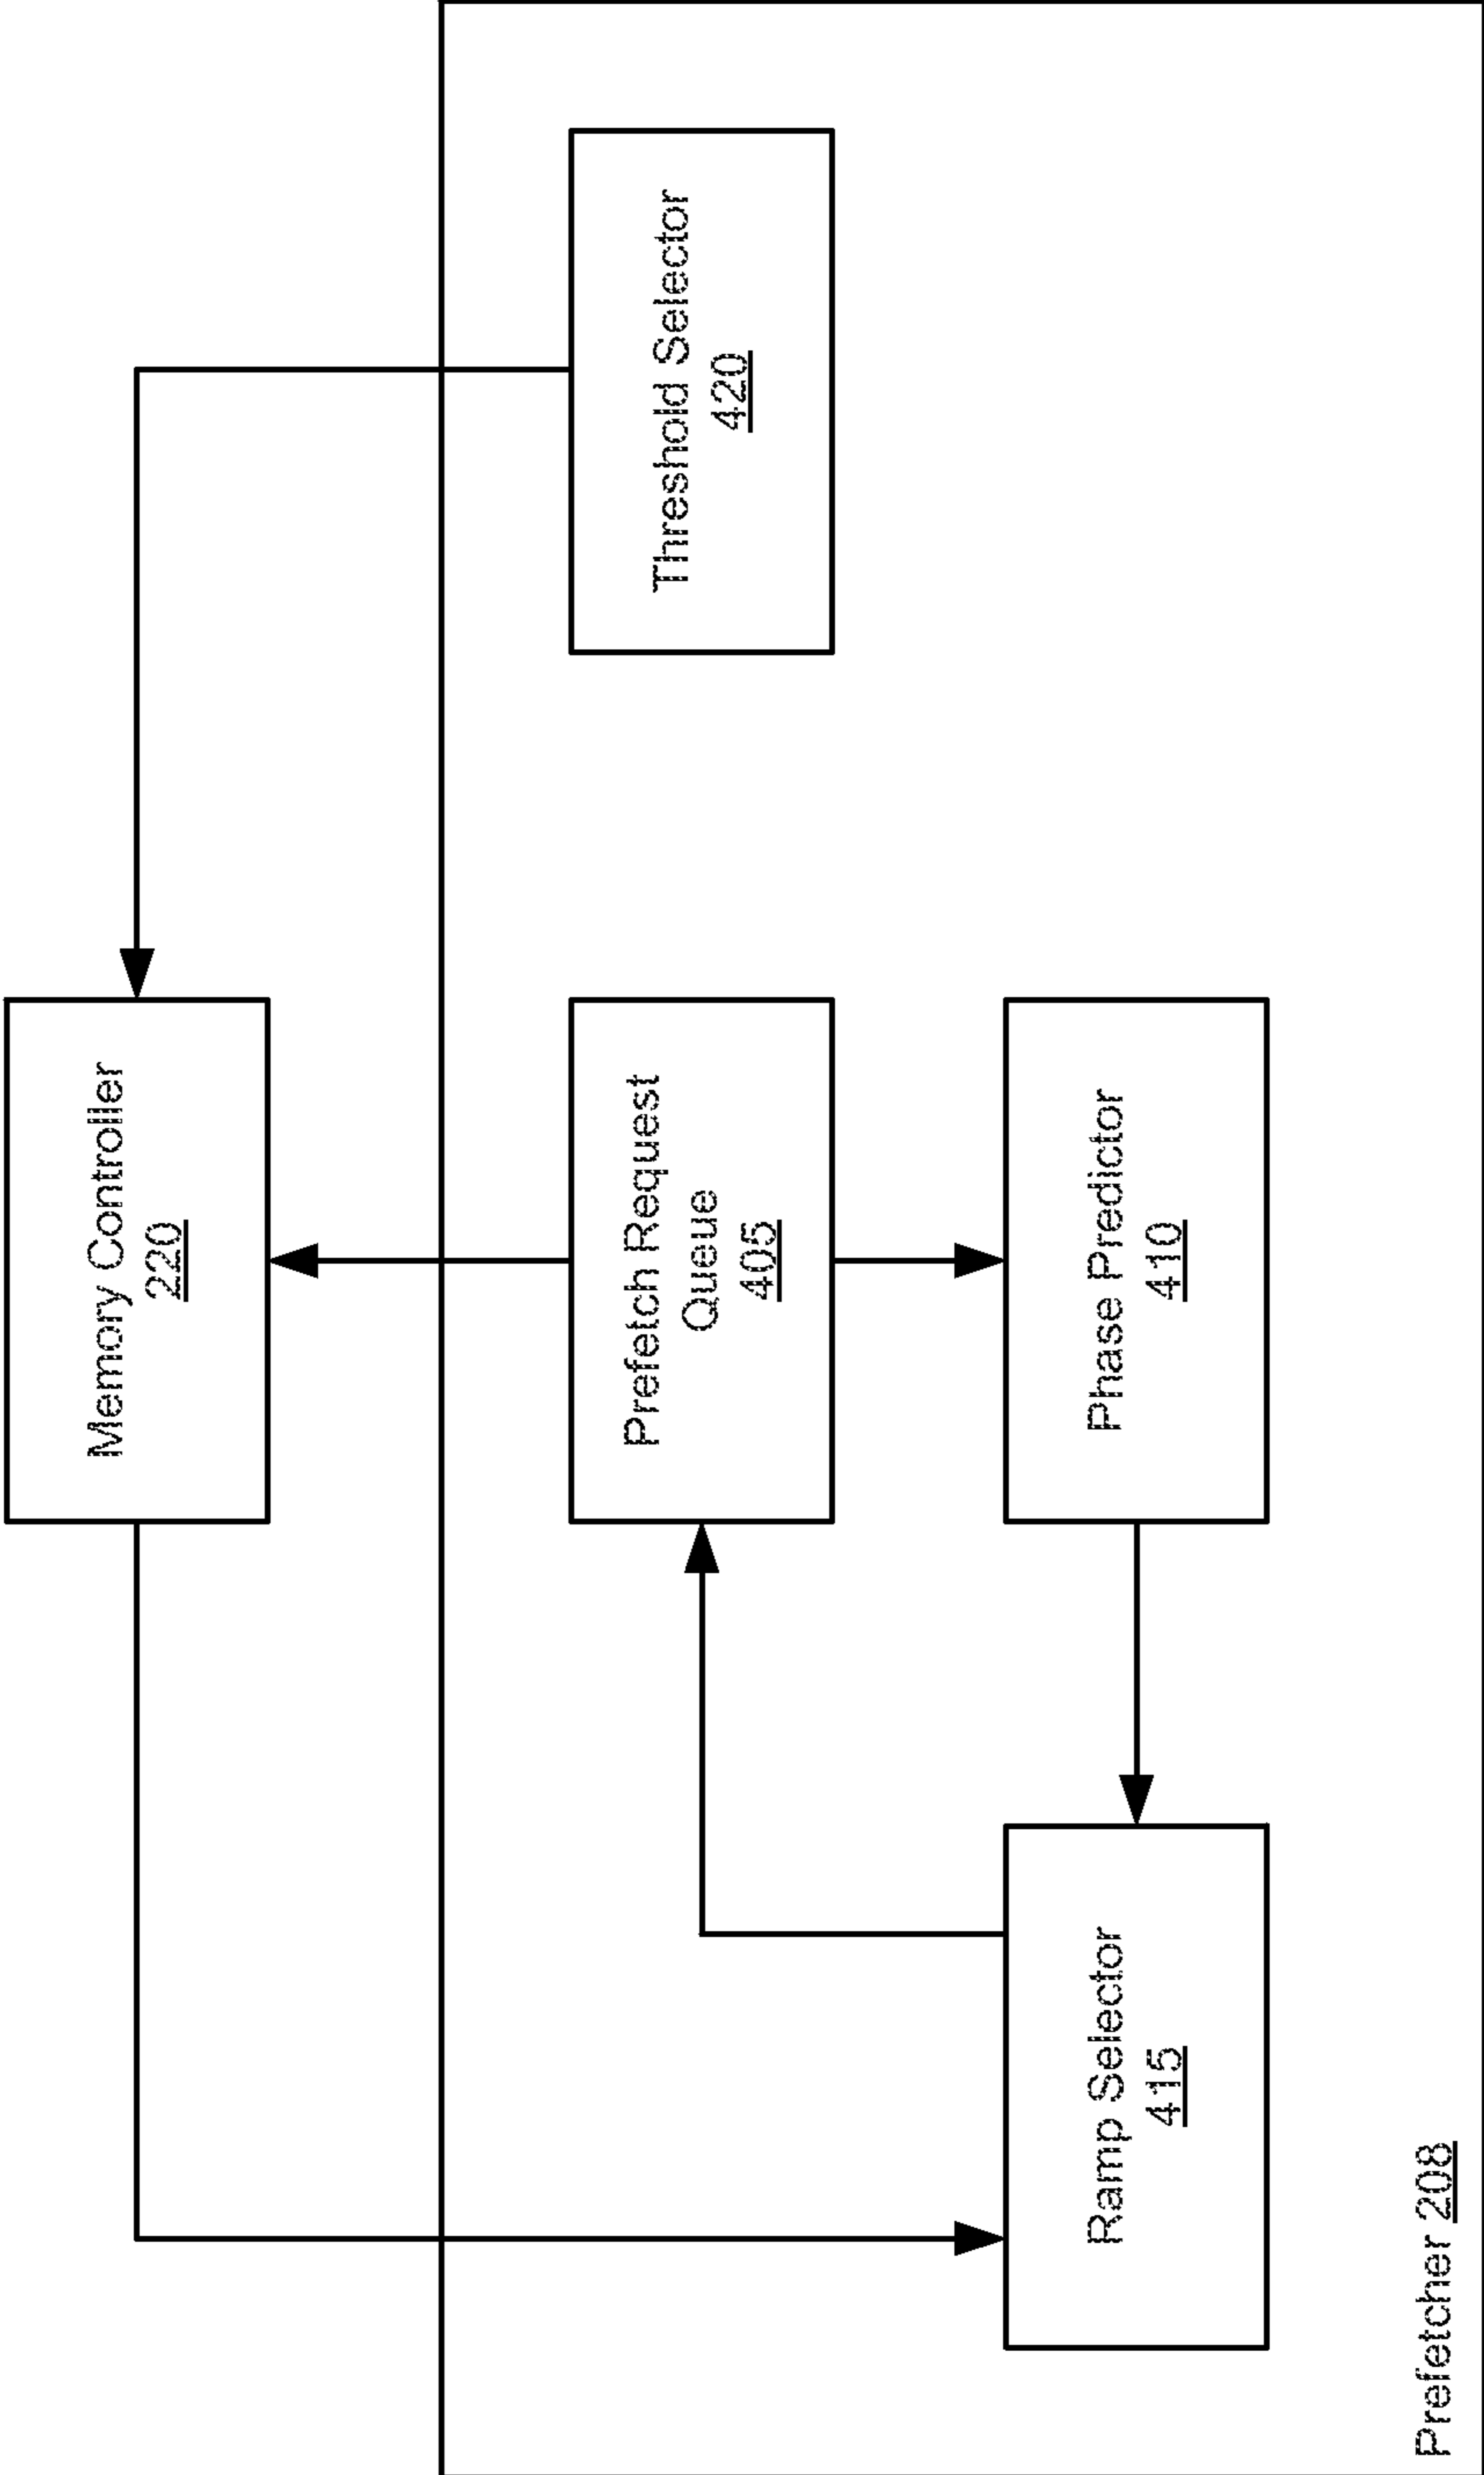 Memory Controller
220
Prefetch Request
Queue
405
Threshold Selector
420
Ramp Selector
415
Phase Predictor
410
Prefetcher 208